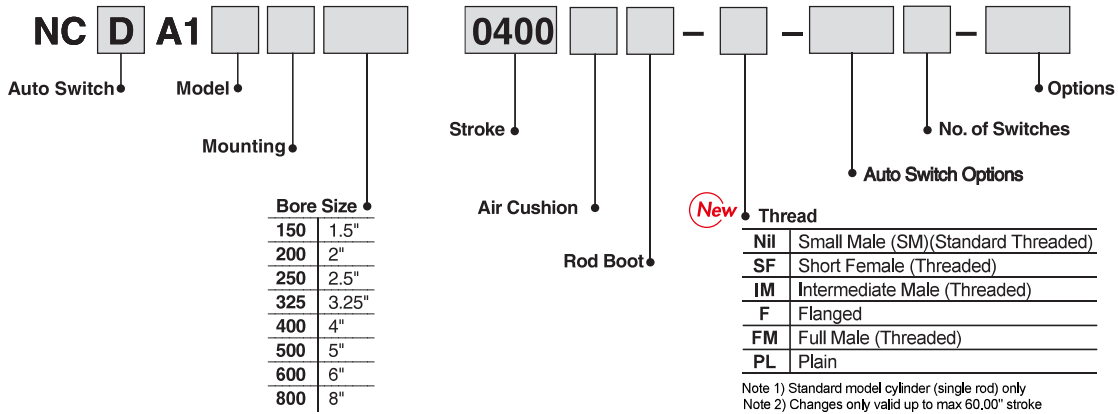 NC D A1 0400 – – –
Auto Switch Model Options
Stroke No. of Switches
Mounting
Auto Switch Options
Bore Size Air Cushion New Thread
150 1.5"
200 2"
250 2.5"
325 3.25"
400 4"
500 5"
600 6"
800 8"
Rod Boot
Nil Small Male (SM)(Standard Threaded)
SF Short Female (Threaded)
IM Intermediate Male (Threaded)
F Flanged
FM Full Male (Threaded)
PL Plain
Note 1) Standard model cylinder (single rod) only
Note 2) Changes only valid up to max 60,00" stroke